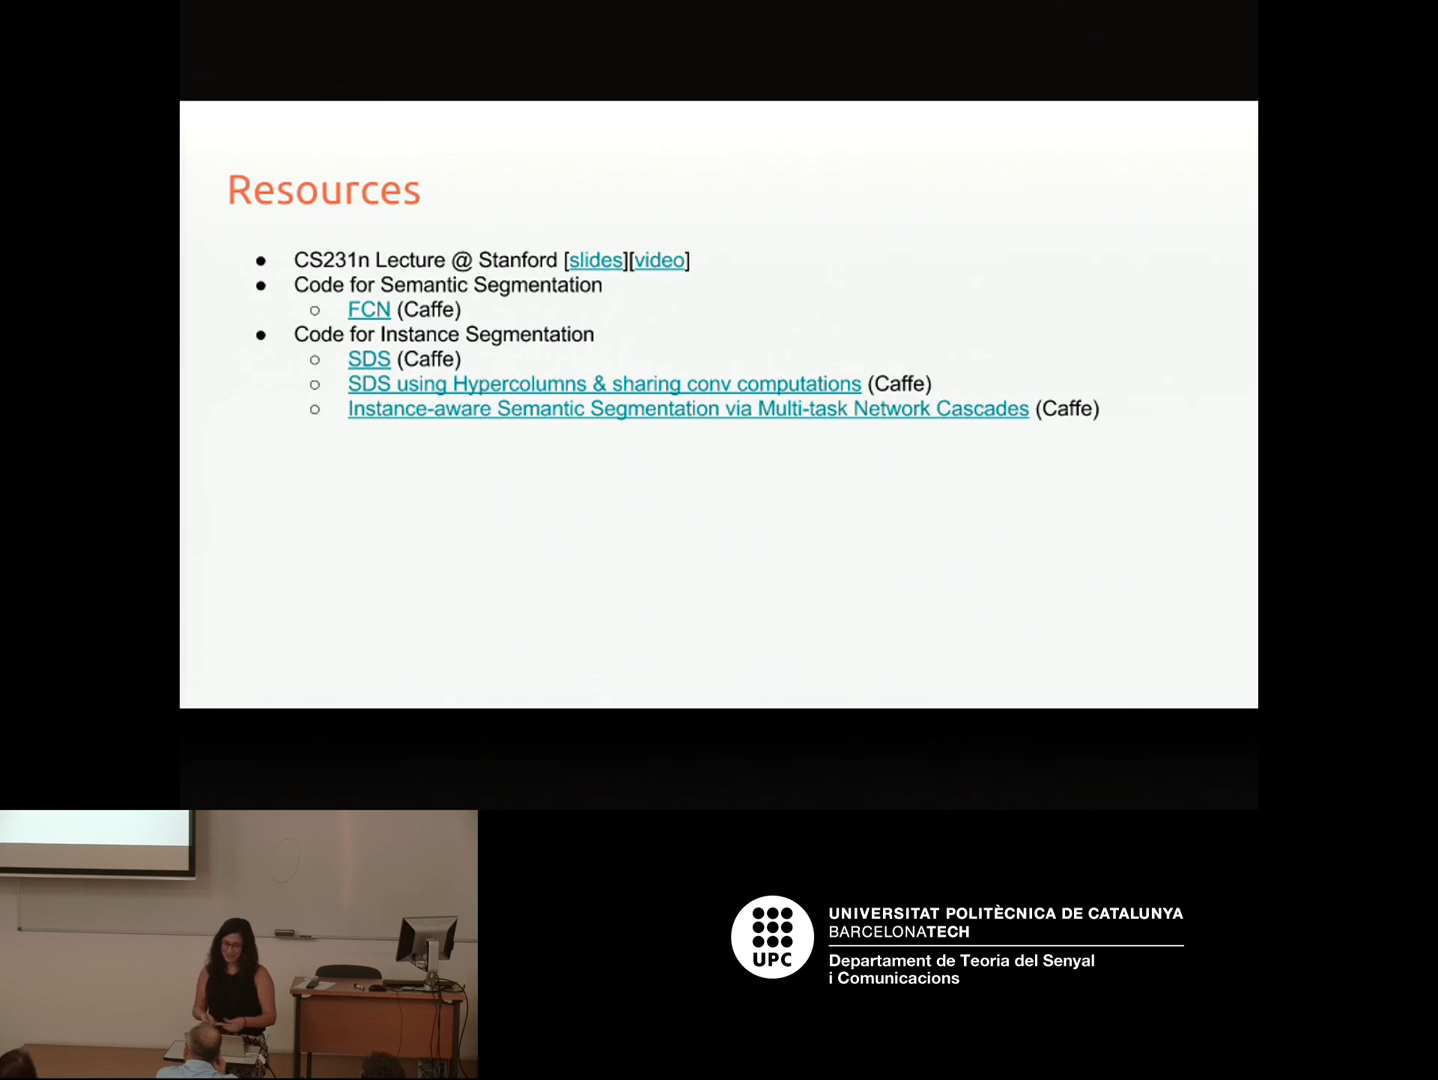 Resources
● CS231n Lecture @ Stanford [slides][video]
● Code for Semantic Segmentation
○ FCN (Caffe)
● Code for Instance Segmentation
○ SDS (Caffe)
○ SDS using Hypercolumns & sharing conv computations (Caffe)
○ Instance-aware Semantic Segmentation via Multi-task Network Cascades (Caffe)
UPC
UNIVERSITAT POLITÈCNICA DE CATALUNYA
BARCELONATECH
Departament de Teoria del Senyal
i Comunicacions